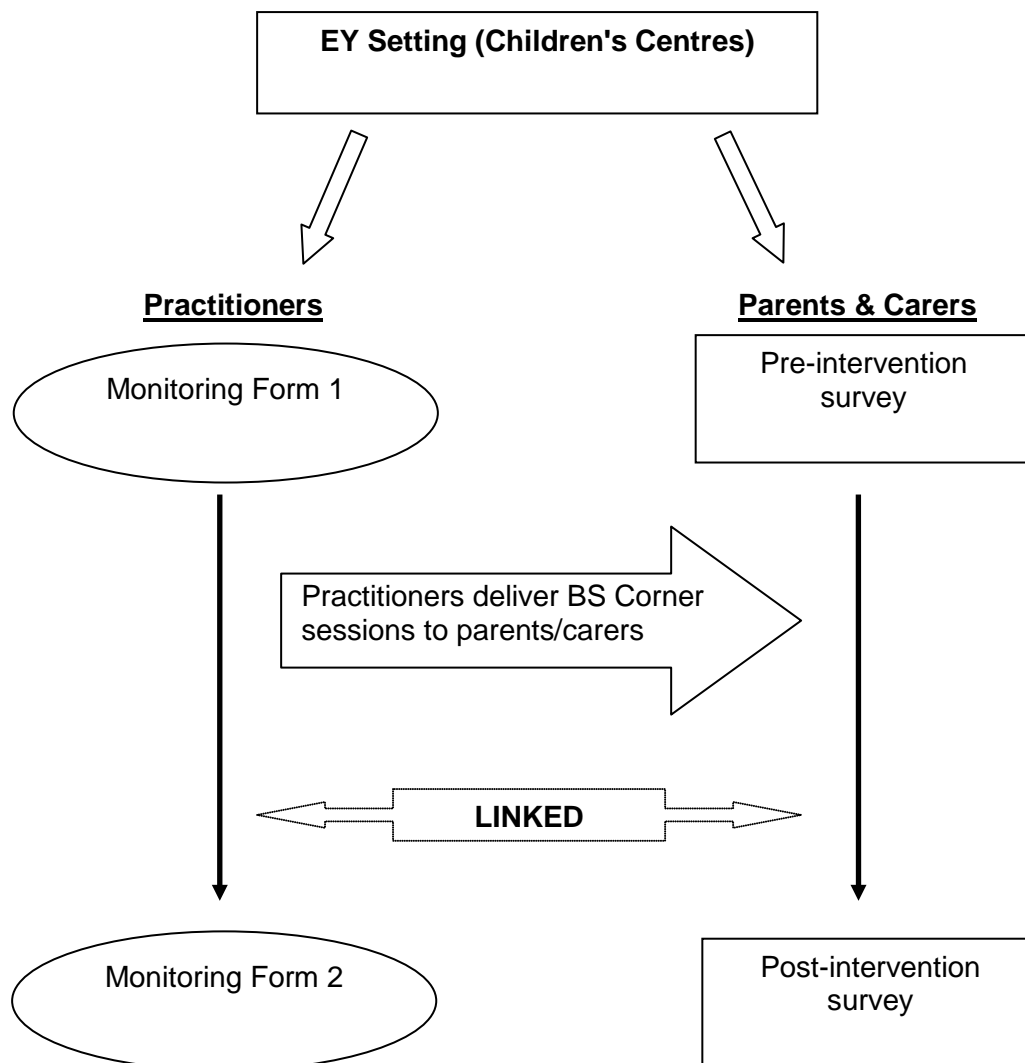 EY Setting (Children's Centres)
Practitioners
Parents & Carers
Monitoring Form 1
Pre-intervention
survey
Practitioners deliver BS Corner
sessions to parents/carers
LINKED
Monitoring Form 2
Post-intervention
survey